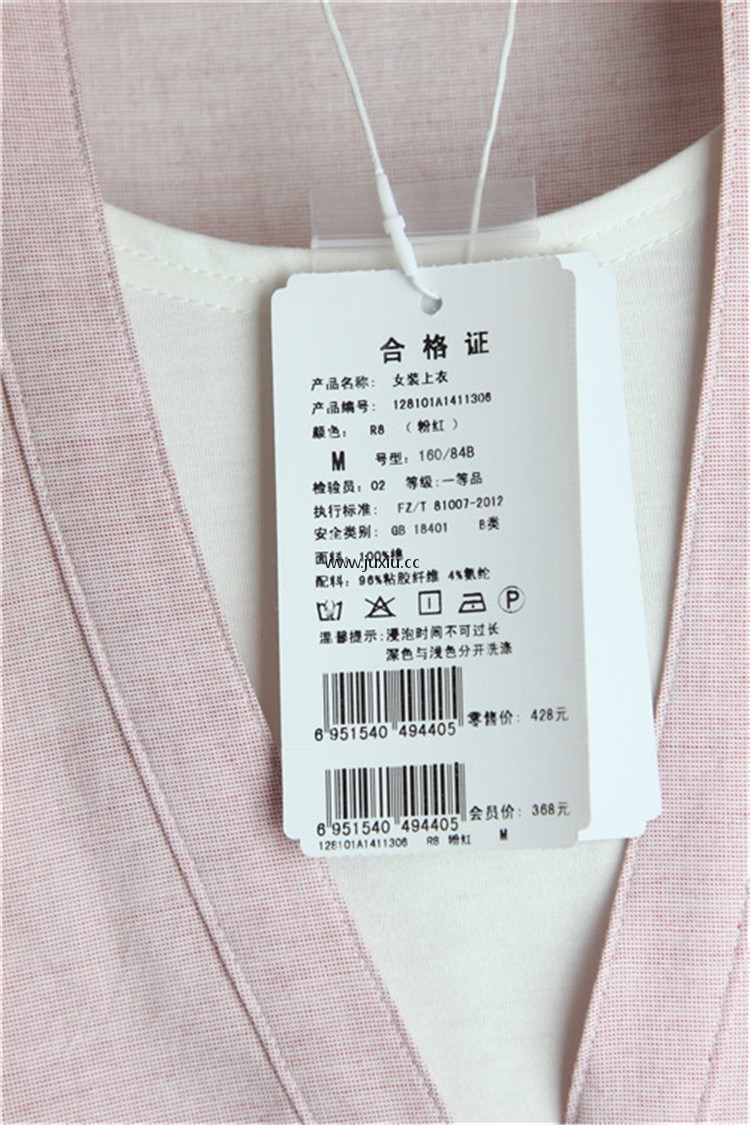 合格证
产品名称: 女装上衣
产品编号: 128101A1411306
颜色: R8 (粉红)
M 号型: 160/84B
检验员: 02 等级:一等品
执行标准: FZ/T 81007-2012
安全类别: GB 18401 B类
面料: 100%棉
www.juxiu.cc
配料: 96%粘胶纤维 4%氨纶
P
温馨提示:浸泡时间不可过长
深色与浅色分开洗涤
6 951540 494405 零售价: 428元
6 951540 494405 会员价: 368元
128101A1411306 R8 粉红 M